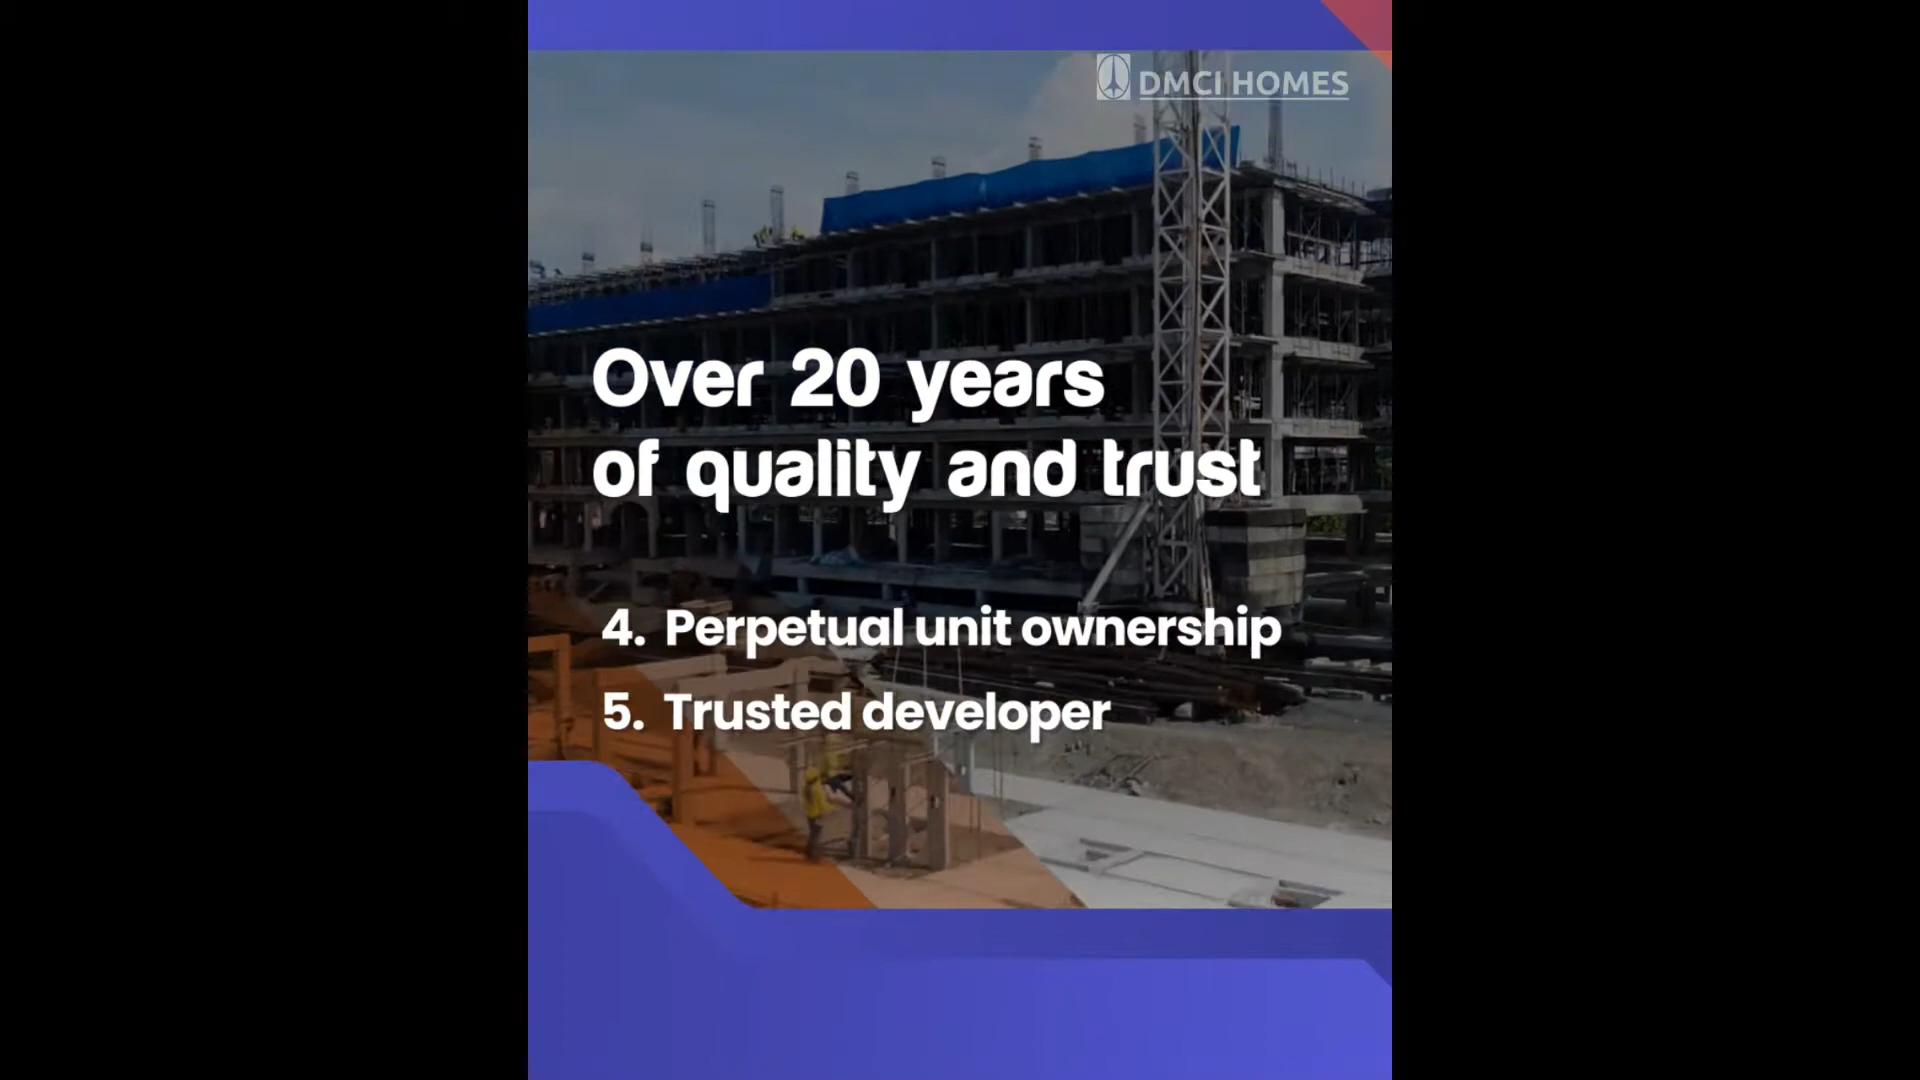 DMCI HOMES
Over 20 years
of quality and trust
4. Perpetual unit ownership
5. Trusted developer